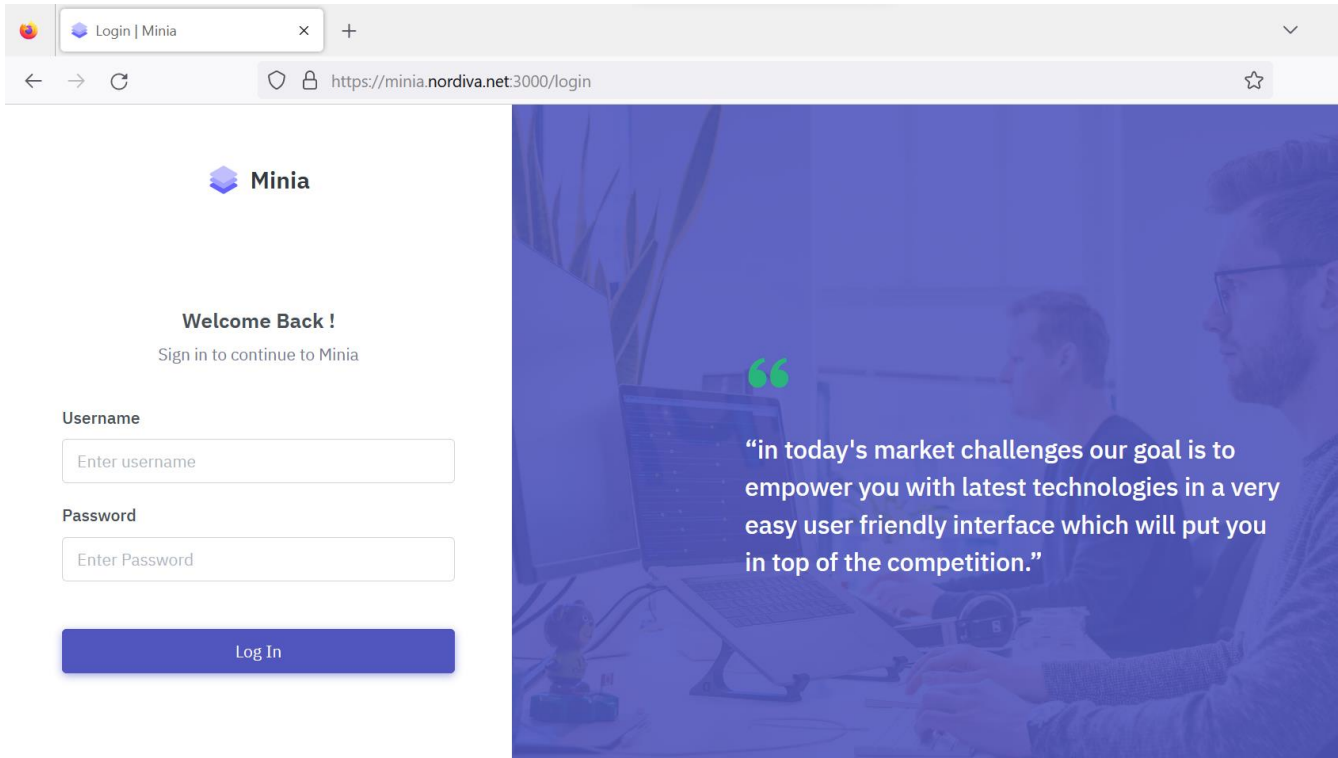 Login | Minia
https://minia.nordiva.net:3000/login
Minia
Welcome Back !
Sign in to continue to Minia
Username
Enter username
Password
Enter Password
Log In
“in today's market challenges our goal is to
empower you with latest technologies in a very
easy user friendly interface which will put you
in top of the competition.”